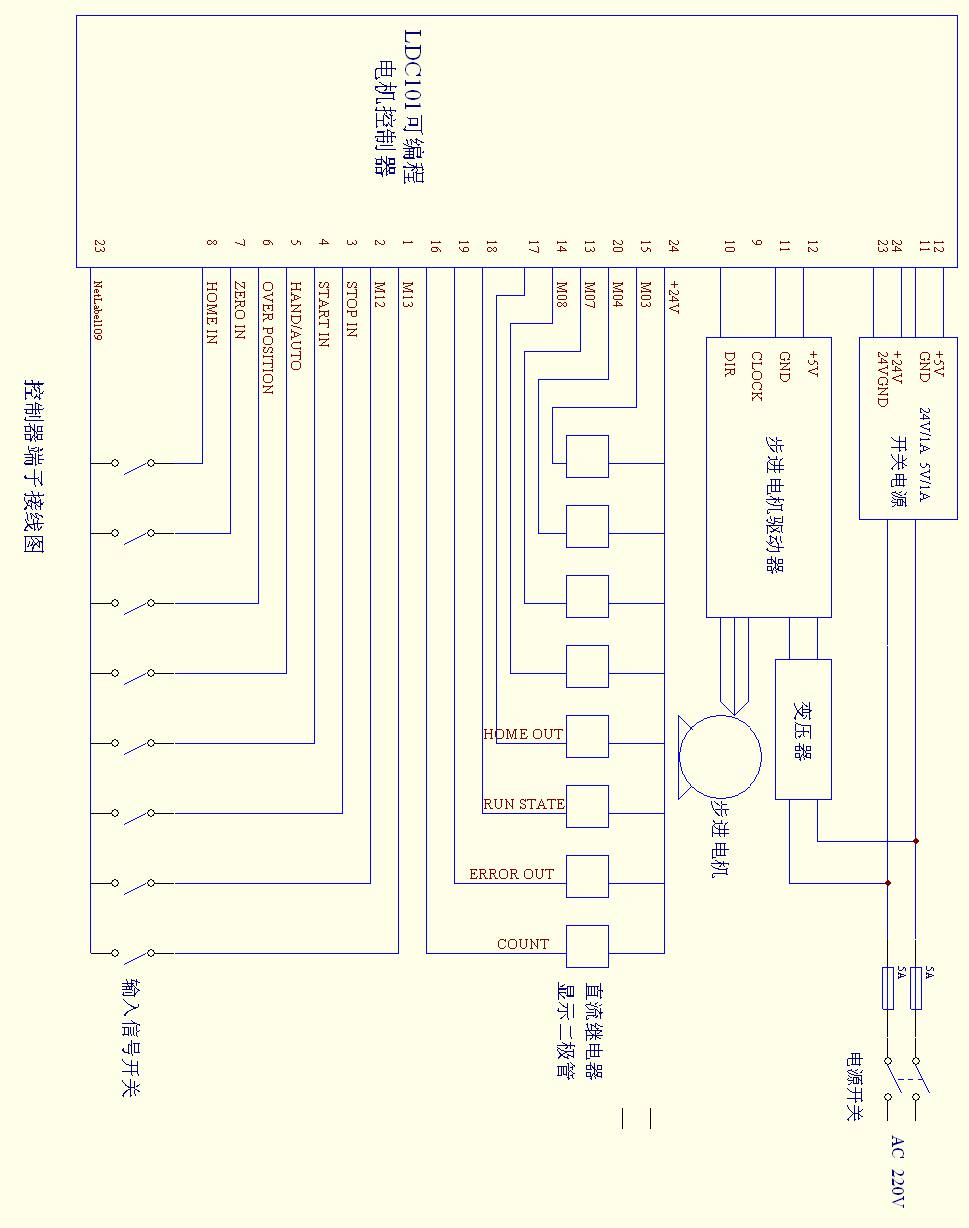 LDC101可编程
电机控制器
12
11
24
23
12
11
9
10
24
15
20
13
14
17
18
19
16
1
2
3
4
5
6
7
8
23
+5V
GND
+24V
24VGND
24V/1A 5V/1A
开关电源
+5V
GND
CLOCK
DIR
步进电机驱动器
变压器
步进电机
+24V
M03
M04
M07
M08
HOME OUT
RUN STATE
ERROR OUT
COUNT
直流继电器
显示二极管
M13
M12
STOP IN
START IN
HAND/AUTO
OVER POSITION
ZERO IN
HOME IN
NetLabel109
输入信号开关
5A
5A
电源开关
AC 220V
控制器端子接线图